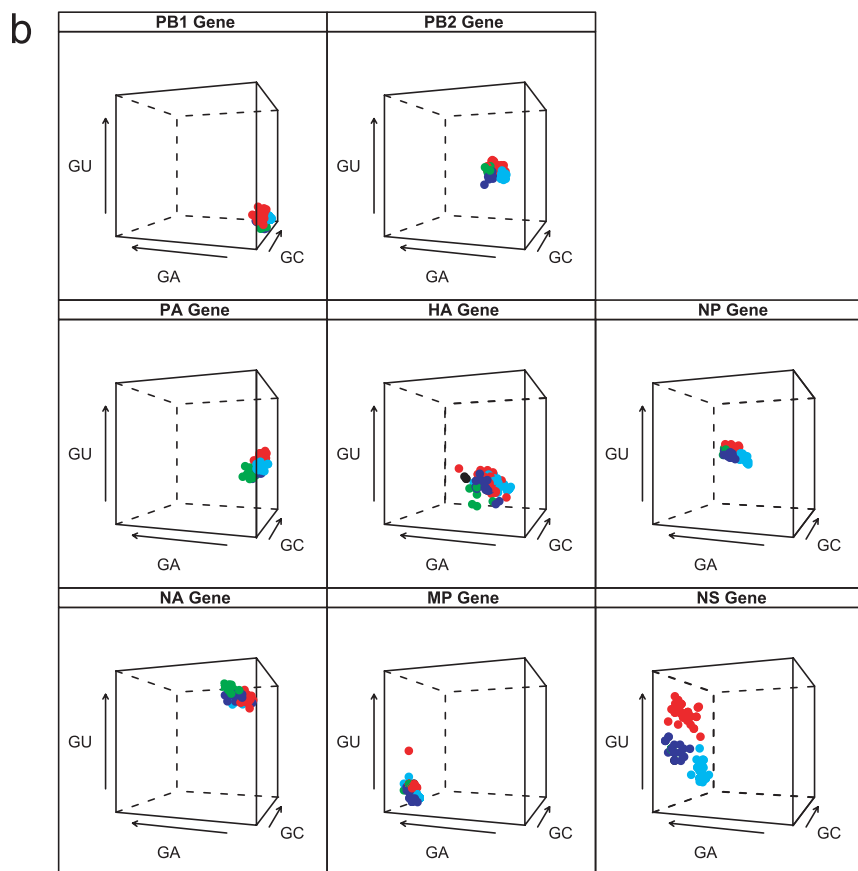 b
PB1 Gene
PB2 Gene
GU
GA
GC
GU
GA
GC
PA Gene
HA Gene
NP Gene
GU
GA
GC
GU
GA
GC
GU
GA
GC
NA Gene
MP Gene
NS Gene
GU
GA
GC
GU
GA
GC
GU
GA
GC